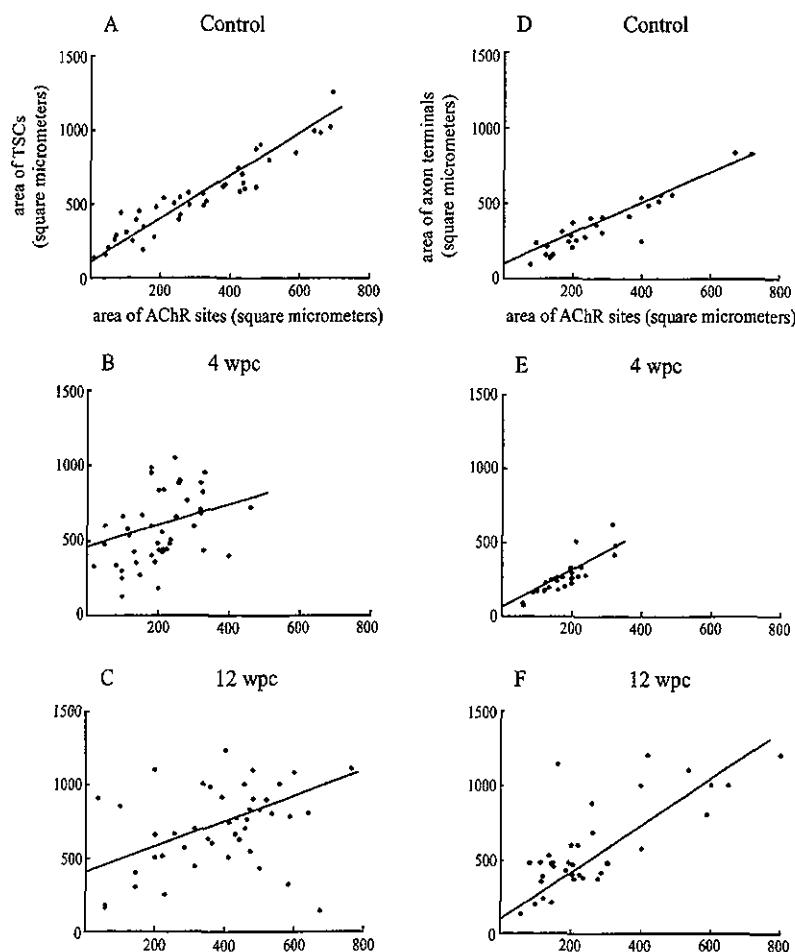 A Control
1500
1000
500
0
area of TSCs
(square micrometers)
200 400 600 800
area of AChR sites (square micrometers)
D Control
1500
1000
500
0
area of axon terminals
(square micrometers)
200 400 600 800
area of AChR sites (square micrometers)
B 4 wpc
1500
1000
500
0
200 400 600 800
E 4 wpc
1500
1000
500
0
200 400 600 800
C 12 wpc
1500
1000
500
0
200 400 600 800
F 12 wpc
1500
1000
500
0
200 400 600 800